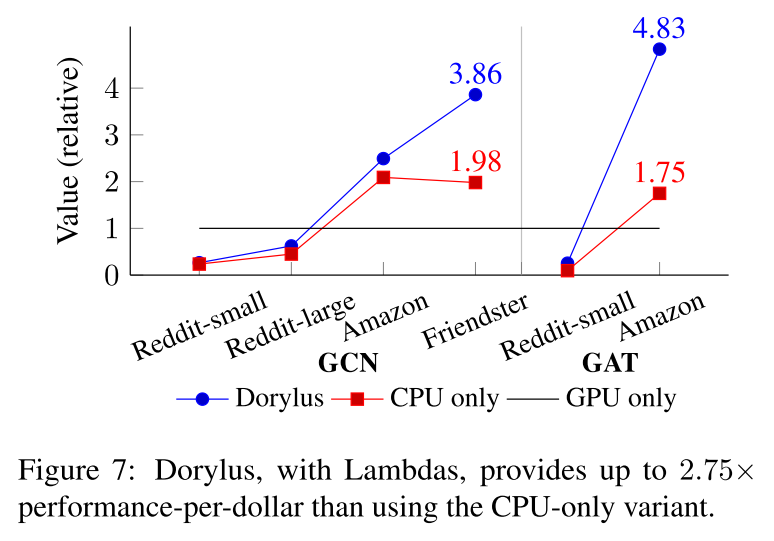 4.83
3.86
1.98
1.75
Value (relative)
4
3
2
1
0
Reddit-small
Reddit-large
Amazon
Friendster
Reddit-small
Amazon
GCN
GAT
Dorylus
CPU only
GPU only
Figure 7: Dorylus, with Lambdas, provides up to 2.75×
performance-per-dollar than using the CPU-only variant.